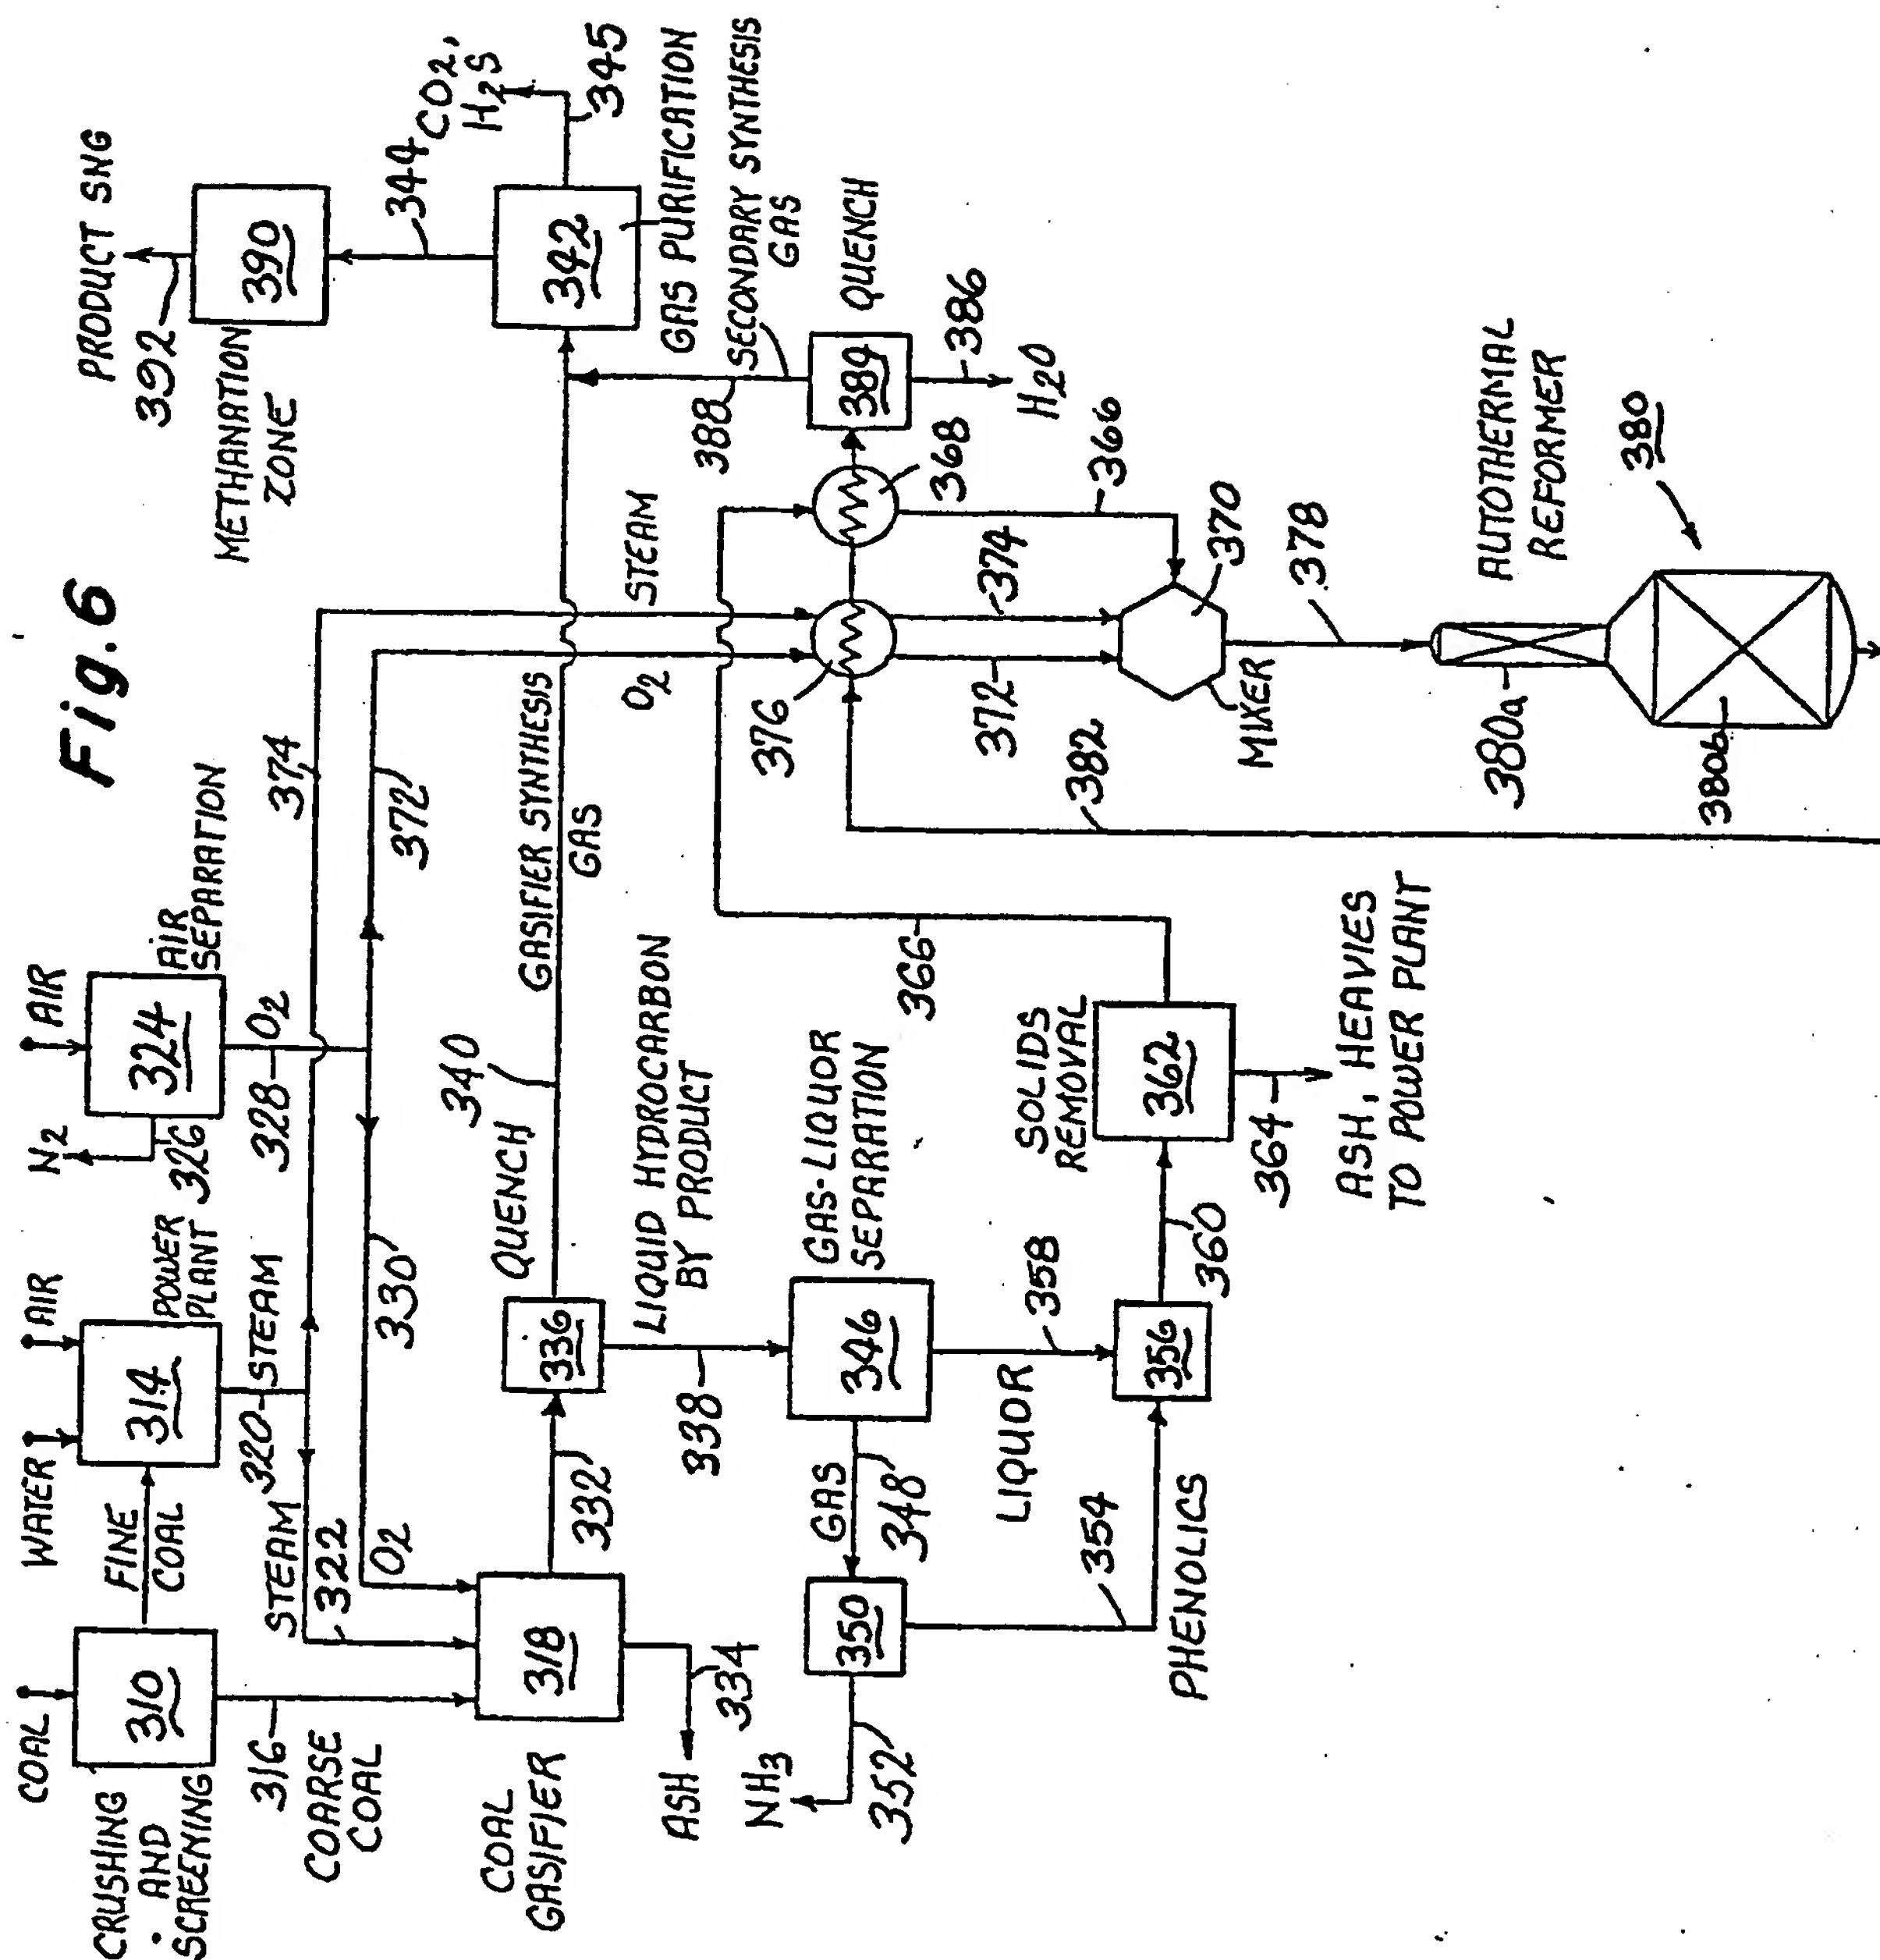 Fig.6
COAL
CRUSHING
AND
SCREENING
310
316
COARSE
COAL
FINE
COAL
WATER
AIR
314
POWER
PLANT
320
STEAM
STEAM
322
O2
330
N2
AIR
324
AIR
SEPARATION
326
328
O2
374
372
COAL
GASIFIER
318
332
334
ASH
336
QUENCH
340
GASIFIER SYNTHESIS
GAS
338
LIQUID HYDROCARBON
BY PRODUCT
346
GAS-LIQUOR
SEPARATION
GAS
348
350
NH3
352
354
PHENOLICS
LIQUOR
358
356
360
SOLIDS
REMOVAL
362
364
ASH, HEAVIES
TO POWER PLANT
366
O2
STEAM
376
368
372
374
366
370
MIXER
378
380a
380b
AUTOTHERMAL
REFORMER
380
382
384
QUENCH
386
H2O
388
SECONDARY SYNTHESIS
GAS
342
GAS PURIFICATION
344
CO2,
H2S
345
METHANATION
ZONE
390
392
PRODUCT SNG